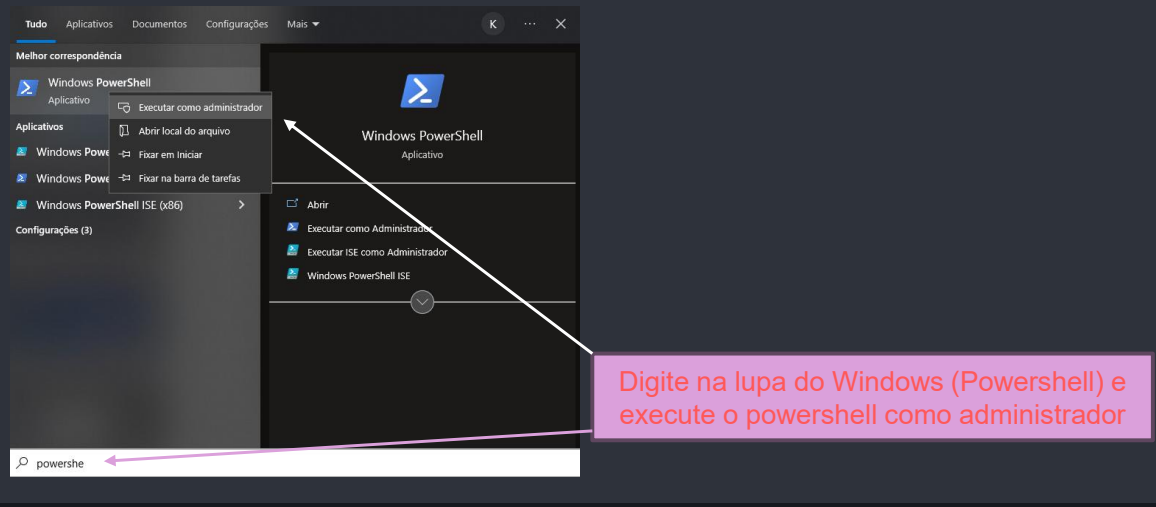 Tudo Aplicativos Documentos Configurações Mais K ...
Melhor correspondência
Windows PowerShell
Aplicativo
Executar como administrador
Abrir local do arquivo
Fixar em Iniciar
Fixar na barra de tarefas
Aplicativos
Windows Powe
Windows Powe
Windows PowerShell ISE (x86)
Configurações (3)
Windows PowerShell
Aplicativo
Abrir
Executar como Administrador
Executar ISE como Administrador
Windows PowerShell ISE
Digite na lupa do Windows (Powershell) e
execute o powershell como administrador
powershe